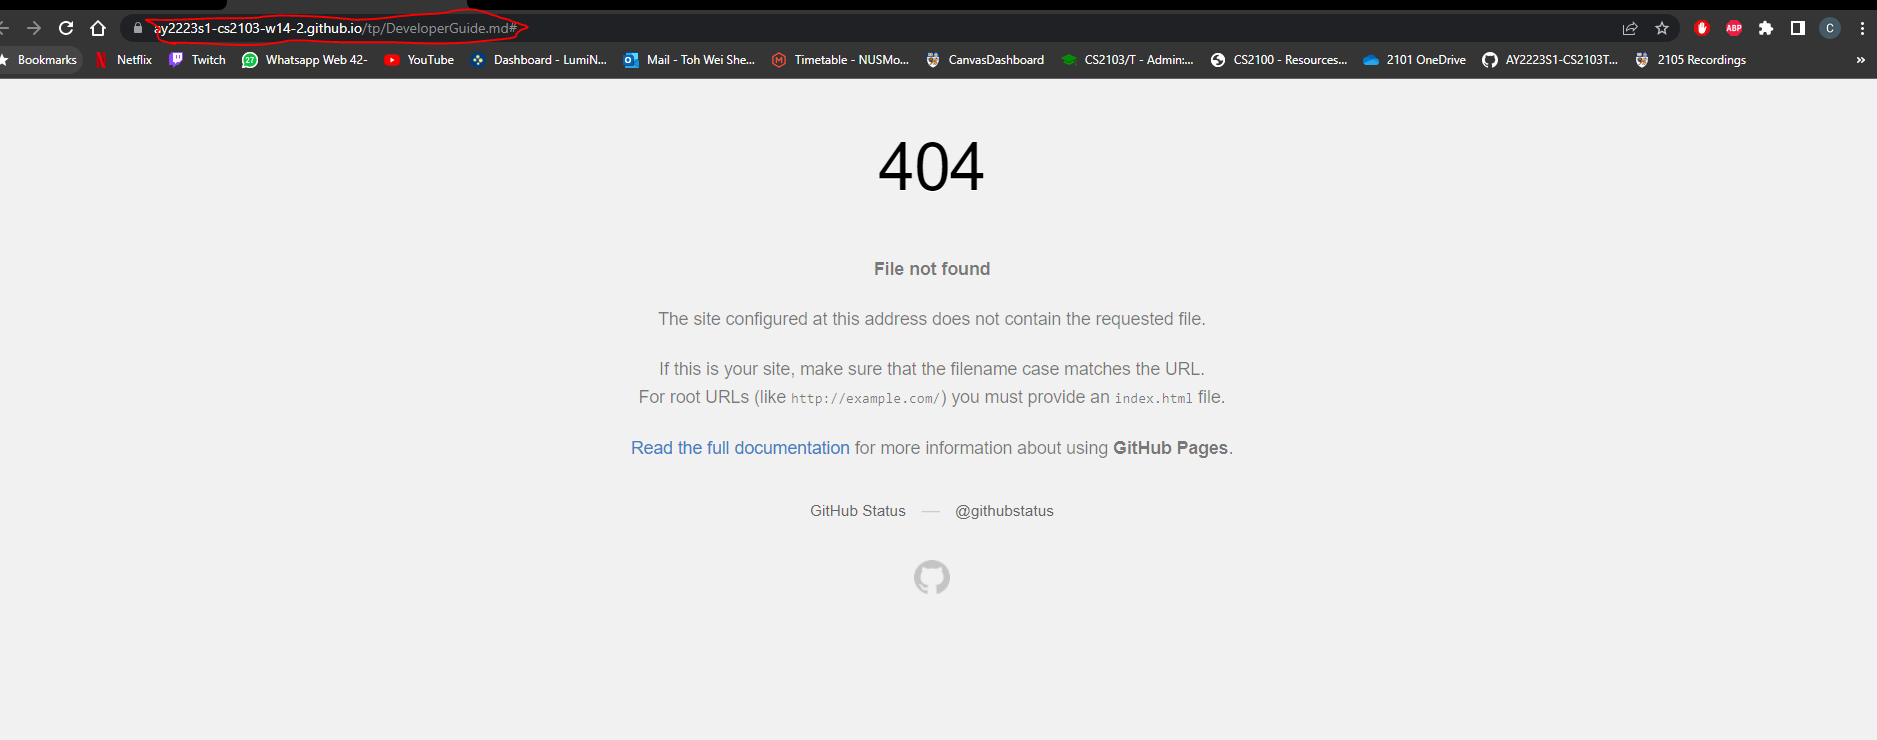 ay2223s1-cs2103-w14-2.github.io/tp/DeveloperGuide.md#
ABP
C
Bookmarks Netflix Twitch 27 Whatsapp Web 42- YouTube Dashboard - LumiN... Mail - Toh Wei She... Timetable - NUSMo... CanvasDashboard CS2103/T - Admin:... CS2100 - Resources... 2101 OneDrive AY2223S1-CS2103T... 2105 Recordings »
404
File not found
The site configured at this address does not contain the requested file.
If this is your site, make sure that the filename case matches the URL.
For root URLs (like http://example.com/) you must provide an index.html file.
Read the full documentation for more information about using GitHub Pages.
GitHub Status — @githubstatus